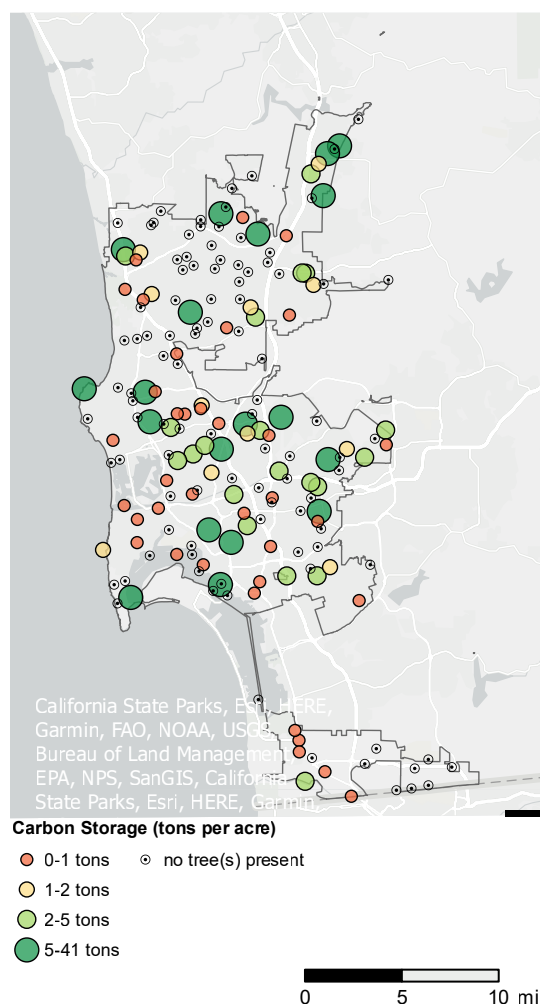 California State Parks, Esri, HERE,
Garmin, FAO, NOAA, USGS,
Bureau of Land Management,
EPA, NPS, SanGIS, California
State Parks, Esri, HERE, Garmin,
Carbon Storage (tons per acre)
0-1 tons
no tree(s) present
1-2 tons
2-5 tons
5-41 tons
0 5 10 mi